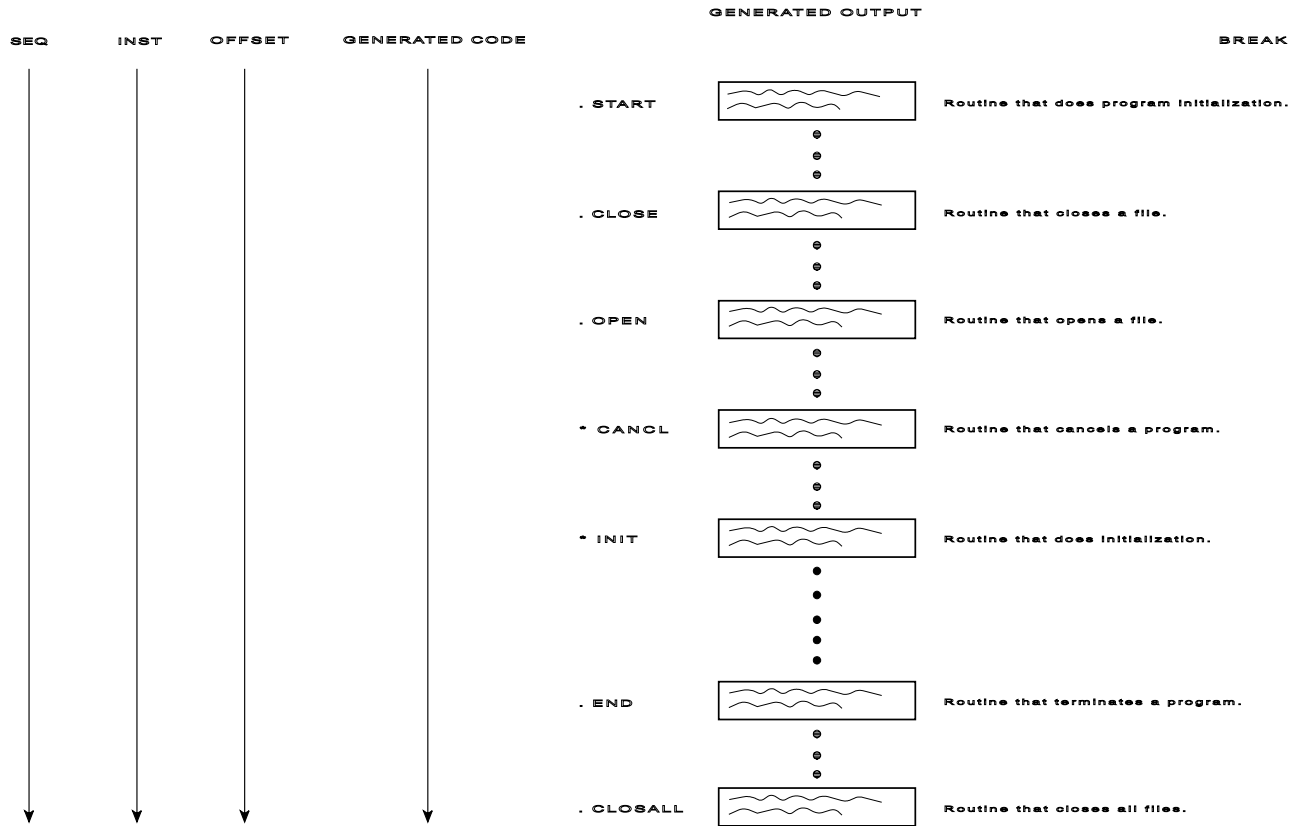 GENERATED OUTPUT
SEQ INST OFFSET GENERATED CODE BREAK
. START Routine that does program initialization.
. CLOSE Routine that closes a file.
. OPEN Routine that opens a file.
* CANCL Routine that cancels a program.
* INIT Routine that does initialization.
. END Routine that terminates a program.
. CLOSALL Routine that closes all files.